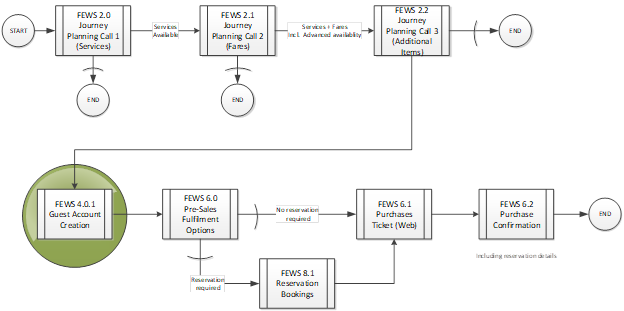 START
FEWS 2.0
Journey
Planning Call 1
(Services)
Services
Available
FEWS 2.1
Journey
Planning Call 2
(Fares)
Services + Fares
Incl. Advanced availability
FEWS 2.2
Journey
Planning Call 3
(Additional
Items)
END
END
END
FEWS 4.0.1
Guest Account
Creation
FEWS 6.0
Pre-Sales
Fulfilment
Options
No reservation
required
FEWS 6.1
Purchases
Ticket (Web)
FEWS 6.2
Purchase
Confirmation
END
Including reservation details
Reservation
required
FEWS 8.1
Reservation
Bookings